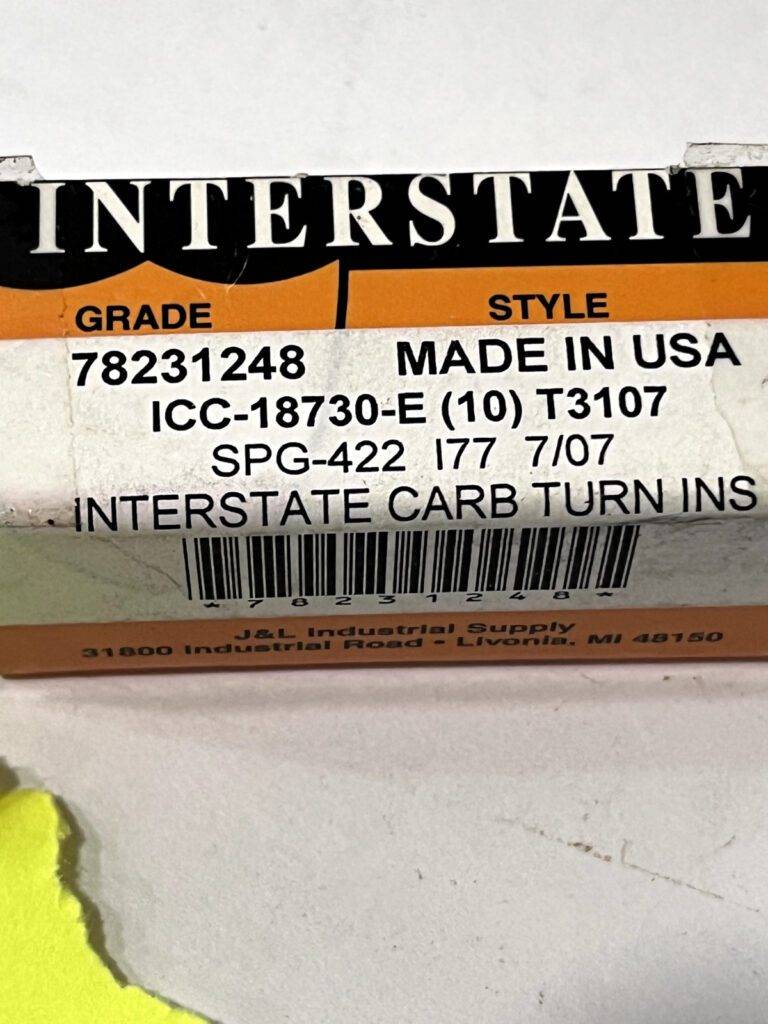 INTERSTATE
GRADE STYLE
78231248 MADE IN USA
ICC-18730-E (10) T3107
SPG-422 I77 7/07
INTERSTATE CARB TURN INS
*78231248*
J&L Industrial Supply
31800 Industrial Road • Livonia, MI 48150